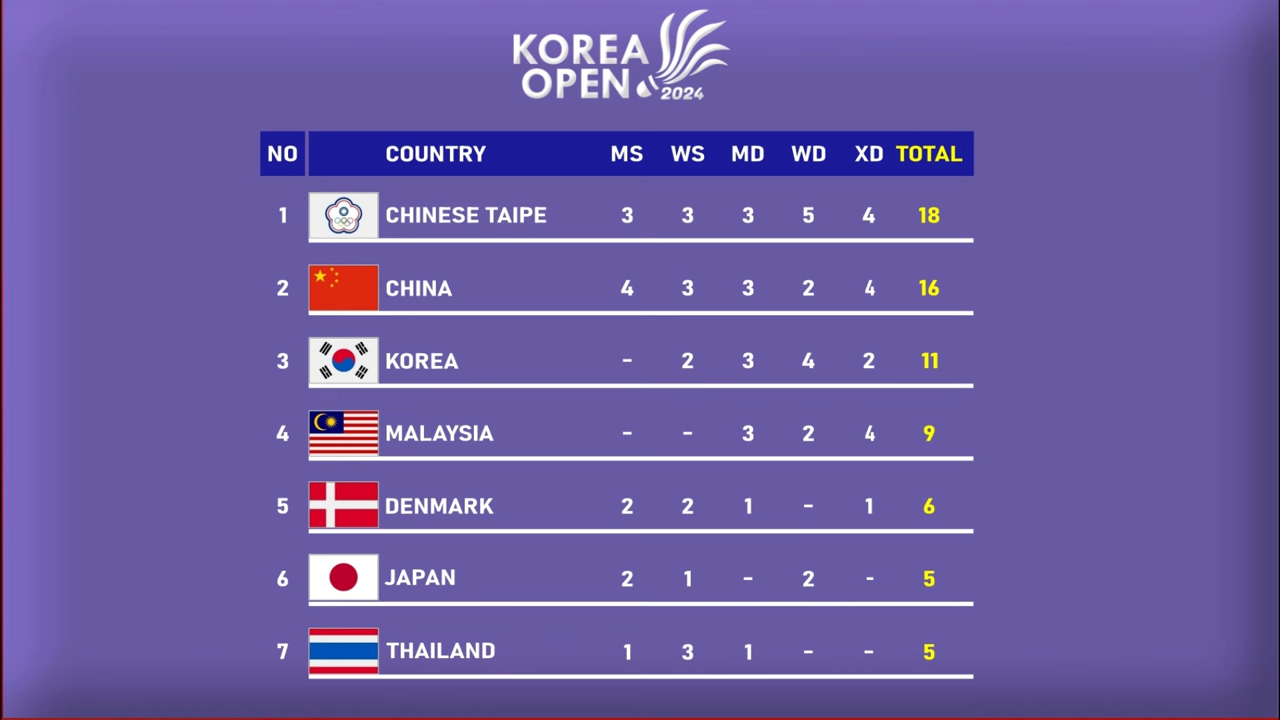 KOREA
OPEN
2024
NO COUNTRY MS WS MD WD XD TOTAL
1 CHINESE TAIPE 3 3 3 5 4 18
2 CHINA 4 3 3 2 4 16
3 KOREA - 2 3 4 2 11
4 MALAYSIA - - 3 2 4 9
5 DENMARK 2 2 1 - 1 6
6 JAPAN 2 1 - 2 - 5
7 THAILAND 1 3 1 - - 5